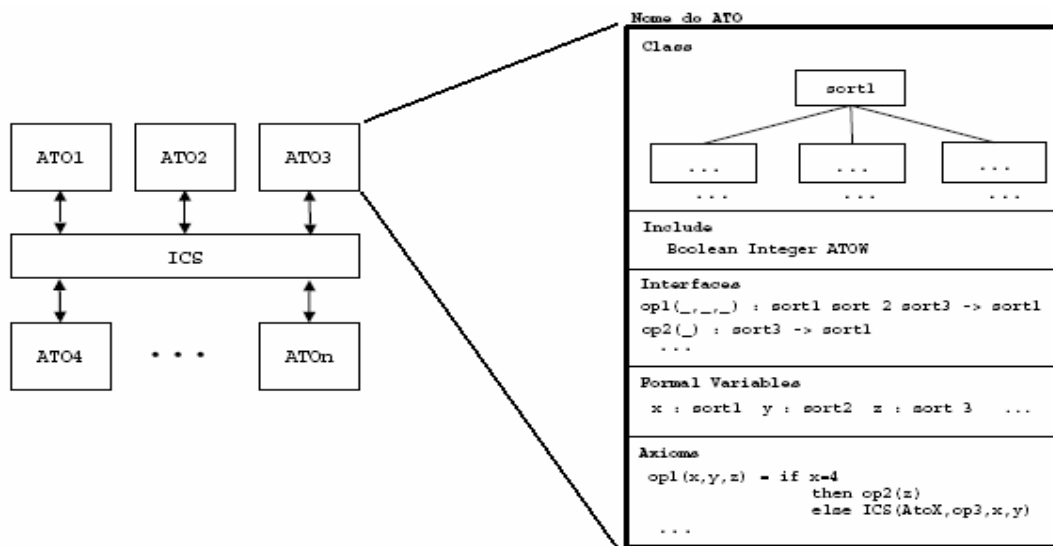 ATO1
ATO2
ATO3
ICS
ATO4
. . .
ATOn
Nome do ATO
Class
sort1
...
...
...
...
...
...
Include
Boolean Integer ATOW
Interfaces
op1(_,_,_) : sort1 sort 2 sort3 -> sort1
op2(_) : sort3 -> sort1
...
Formal Variables
x : sort1 y : sort2 z : sort 3 ...
Axioms
op1(x,y,z) = if x=4
then op2(z)
else ICS(AtoX,op3,x,y)
...